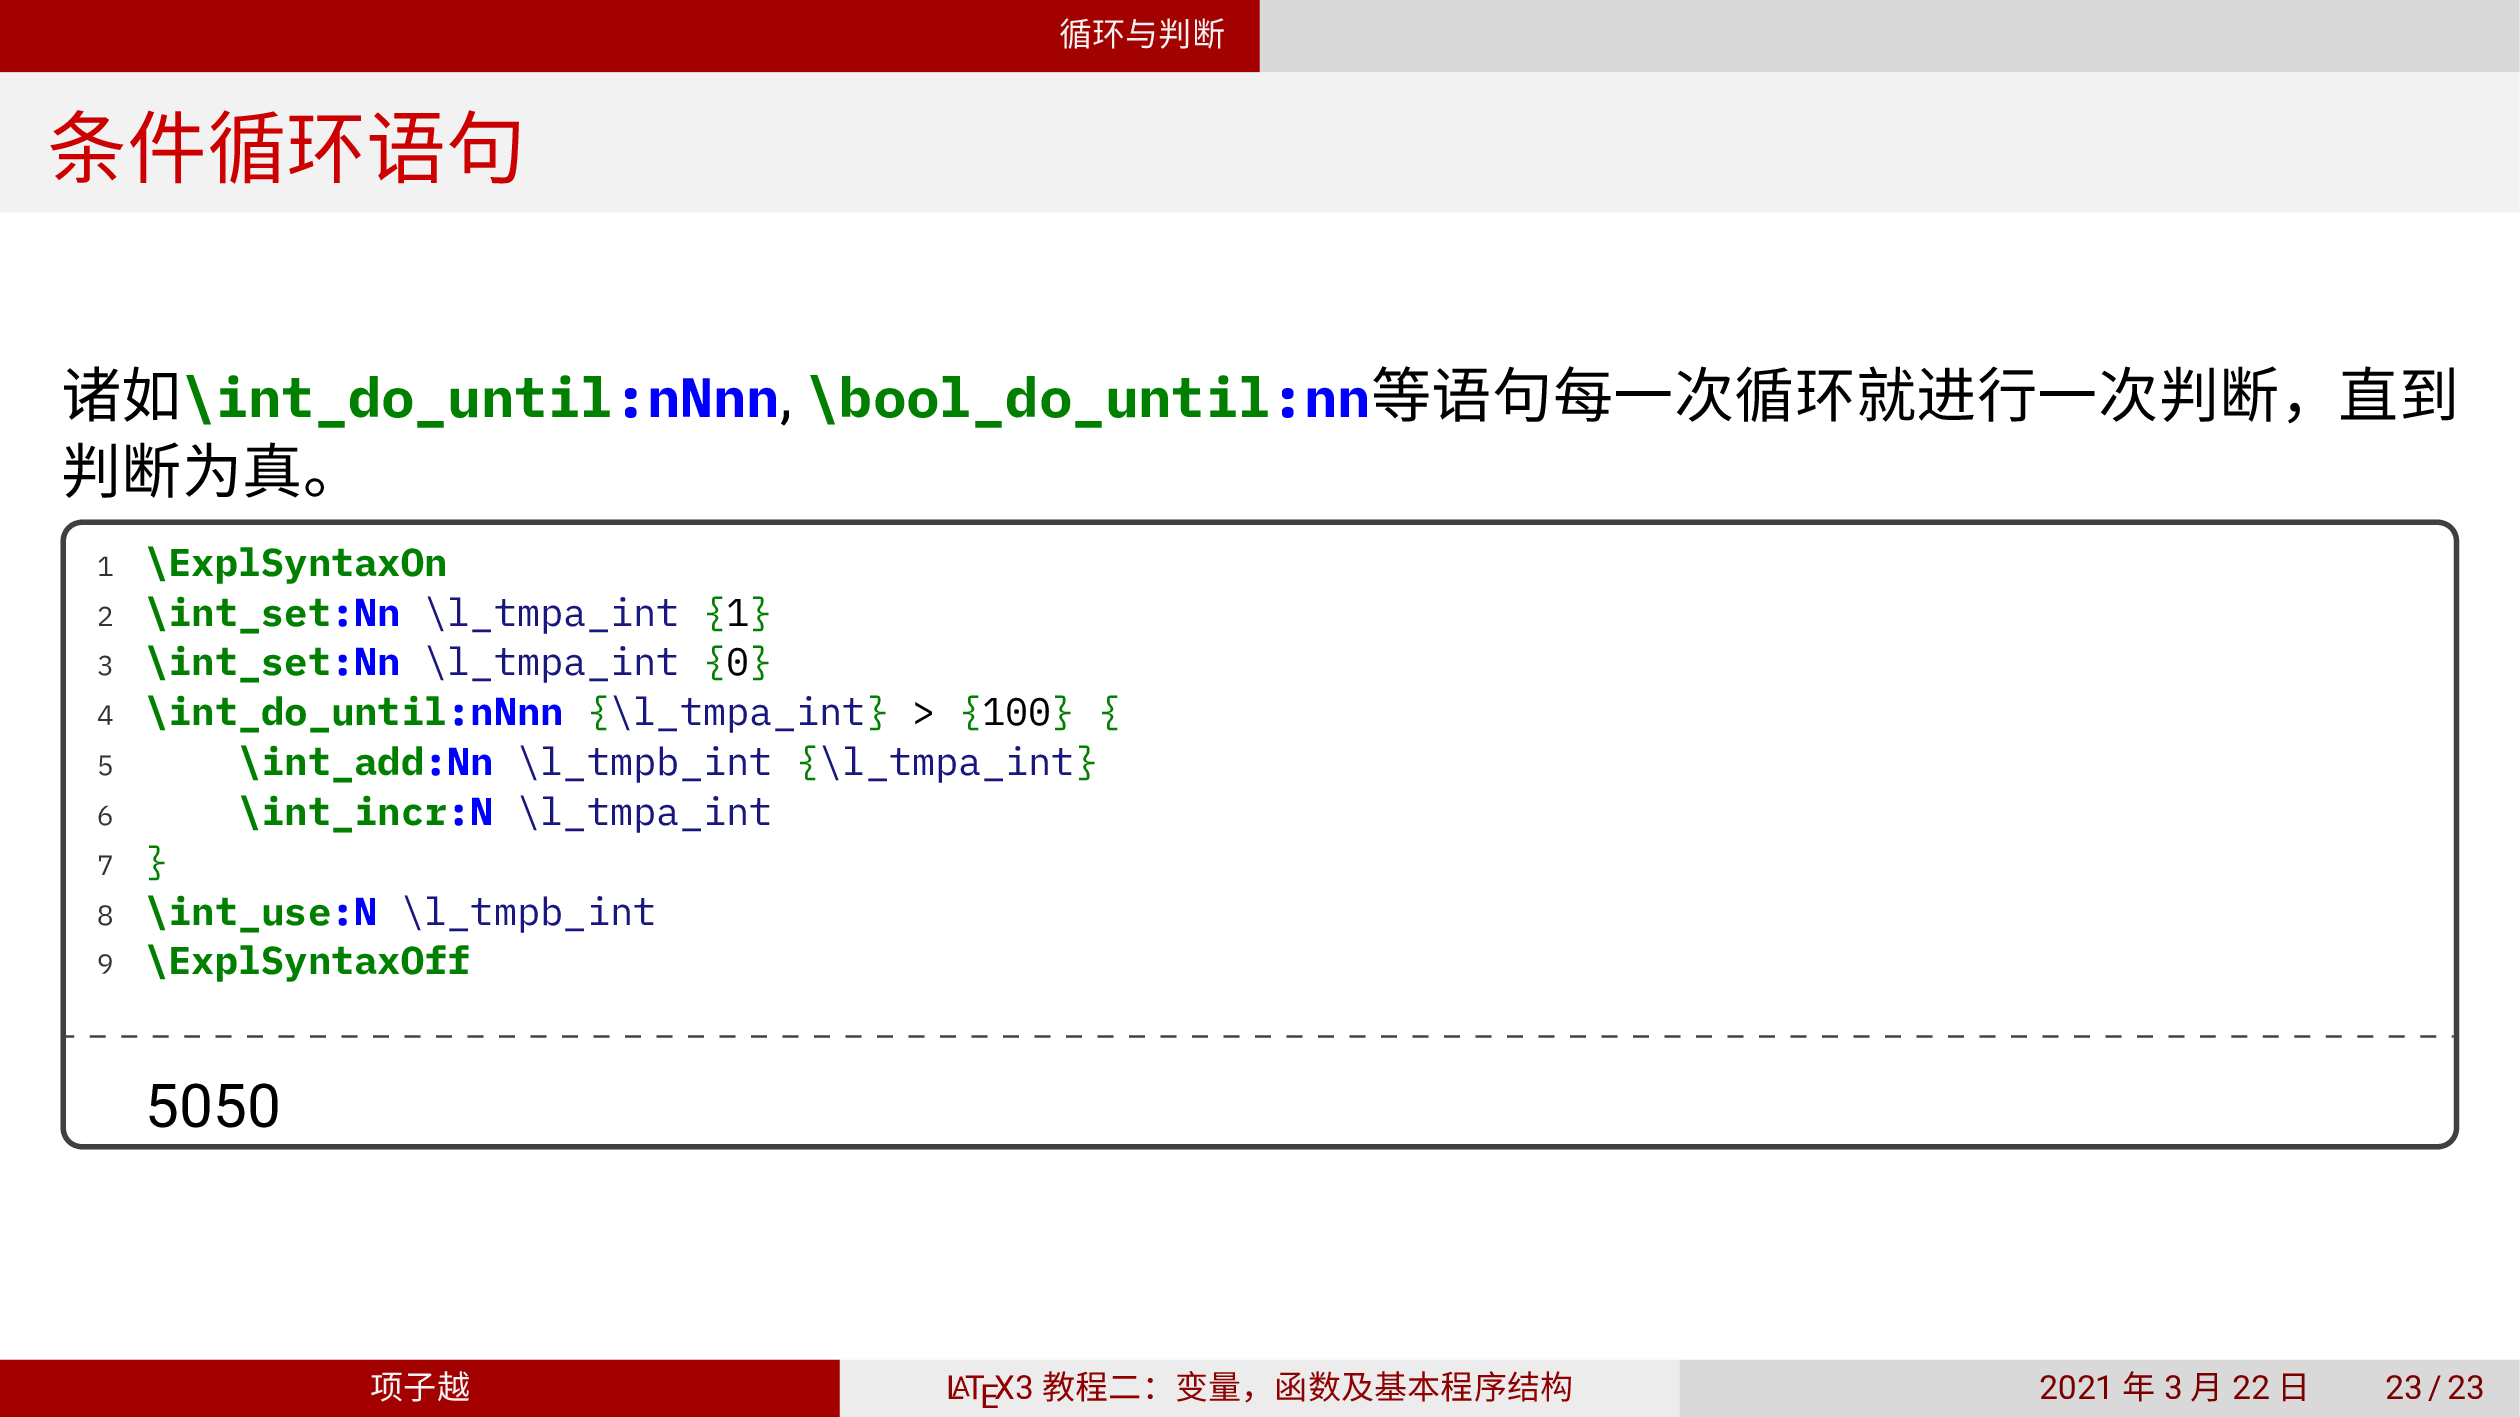 循环与判断
条件循环语句
诸如\int_do_until:nNnn, \bool_do_until:nn等语句每一次循环就进行一次判断，直到
判断为真。
1 \ExplSyntaxOn
2 \int_set:Nn \l_tmpa_int {1}
3 \int_set:Nn \l_tmpa_int {0}
4 \int_do_until:nNnn {\l_tmpa_int} > {100} {
5     \int_add:Nn \l_tmpb_int {\l_tmpa_int}
6     \int_incr:N \l_tmpa_int
7 }
8 \int_use:N \l_tmpb_int
9 \ExplSyntaxOff
5050
项子越 LATEX3 教程二：变量，函数及基本程序结构 2021 年 3 月 22 日 23 / 23